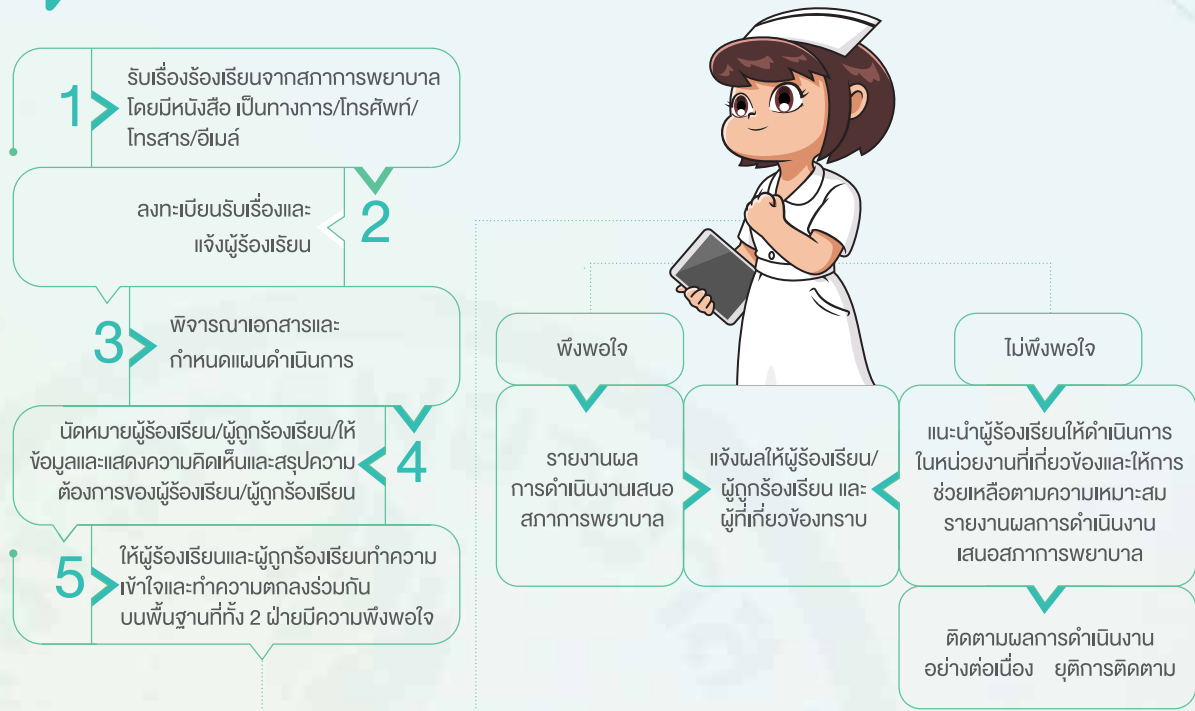 1
รับเรื่องร้องเรียนจากสภาการพยาบาล
โดยมีหนังสือ เป็นทางการ/โทรศัพท์/
โทรสาร/อีเมล์
2
ลงทะเบียนรับเรื่องและ
แจ้งผู้ร้องเรียน
3
พิจารณาเอกสารและ
กำหนดแผนดำเนินการ
4
นัดหมายผู้ร้องเรียน/ผู้ถูกร้องเรียน/ให้
ข้อมูลและแสดงความคิดเห็นและสรุปความ
ต้องการของผู้ร้องเรียน/ผู้ถูกร้องเรียน
5
ให้ผู้ร้องเรียนและผู้ถูกร้องเรียนทำความ
เข้าใจและทำความตกลงร่วมกัน
บนพื้นฐานที่ทั้ง 2 ฝ่ายมีความพึงพอใจ
พึงพอใจ
รายงานผล
การดำเนินงานเสนอ
สภาการพยาบาล
แจ้งผลให้ผู้ร้องเรียน/
ผู้ถูกร้องเรียน และ
ผู้ที่เกี่ยวข้องทราบ
ไม่พึงพอใจ
แนะนำผู้ร้องเรียนให้ดำเนินการ
ในหน่วยงานที่เกี่ยวข้องและให้การ
ช่วยเหลือตามความเหมาะสม
รายงานผลการดำเนินงาน
เสนอสภาการพยาบาล
ติดตามผลการดำเนินงาน
อย่างต่อเนื่อง ยุติการติดตาม